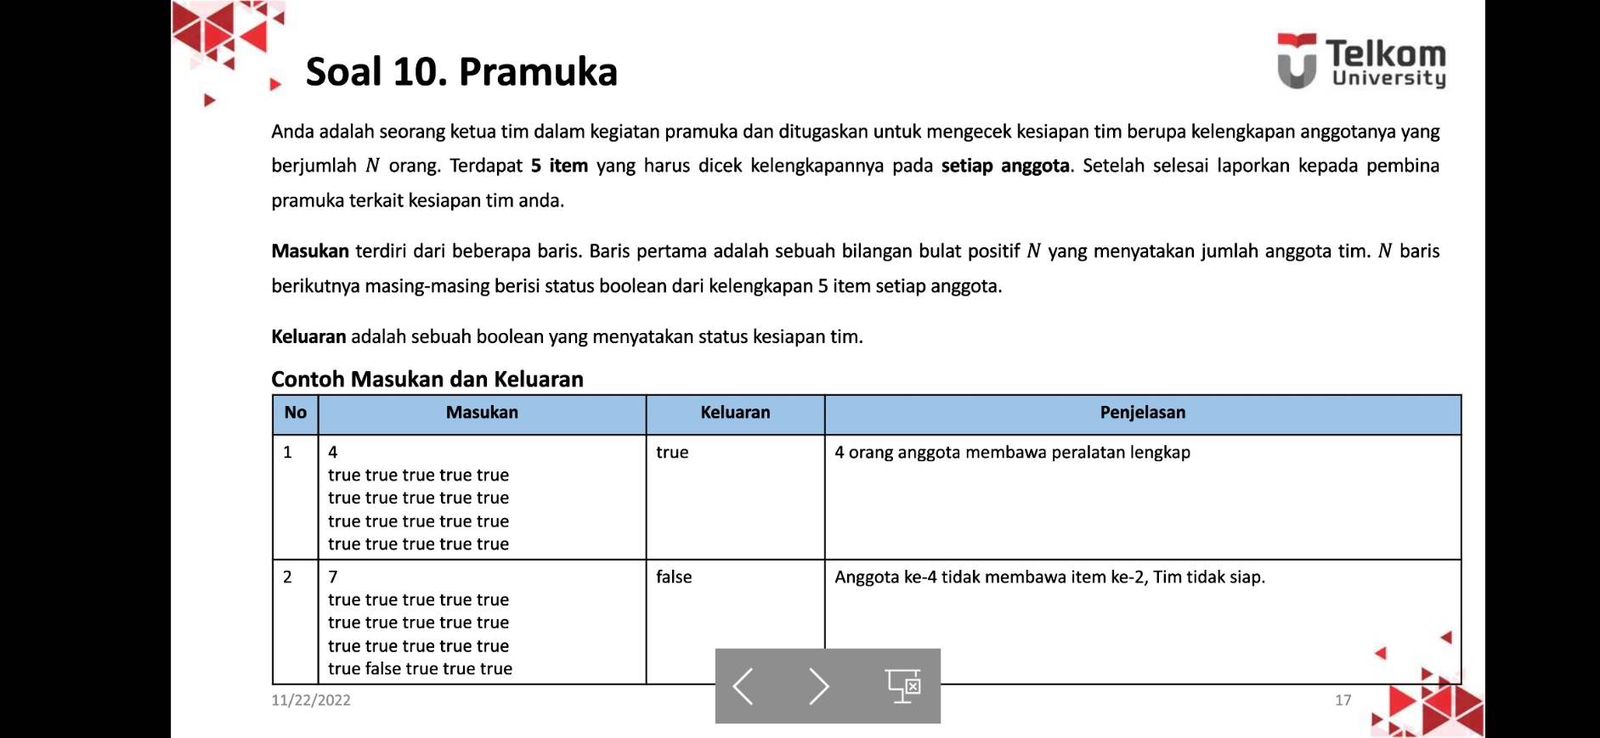 Soal 10. Pramuka
Telkom
University
Anda adalah seorang ketua tim dalam kegiatan pramuka dan ditugaskan untuk mengecek kesiapan tim berupa kelengkapan anggotanya yang
berjumlah N orang. Terdapat 5 item yang harus dicek kelengkapannya pada setiap anggota. Setelah selesai laporkan kepada pembina
pramuka terkait kesiapan tim anda.
Masukan terdiri dari beberapa baris. Baris pertama adalah sebuah bilangan bulat positif N yang menyatakan jumlah anggota tim. N baris
berikutnya masing-masing berisi status boolean dari kelengkapan 5 item setiap anggota.
Keluaran adalah sebuah boolean yang menyatakan status kesiapan tim.
Contoh Masukan dan Keluaran
No Masukan Keluaran Penjelasan
1 4 true 4 orang anggota membawa peralatan lengkap
true true true true true
true true true true true
true true true true true
true true true true true
2 7 false Anggota ke-4 tidak membawa item ke-2, Tim tidak siap.
true true true true true
true true true true true
true true true true true
true false true true true
11/22/2022 17